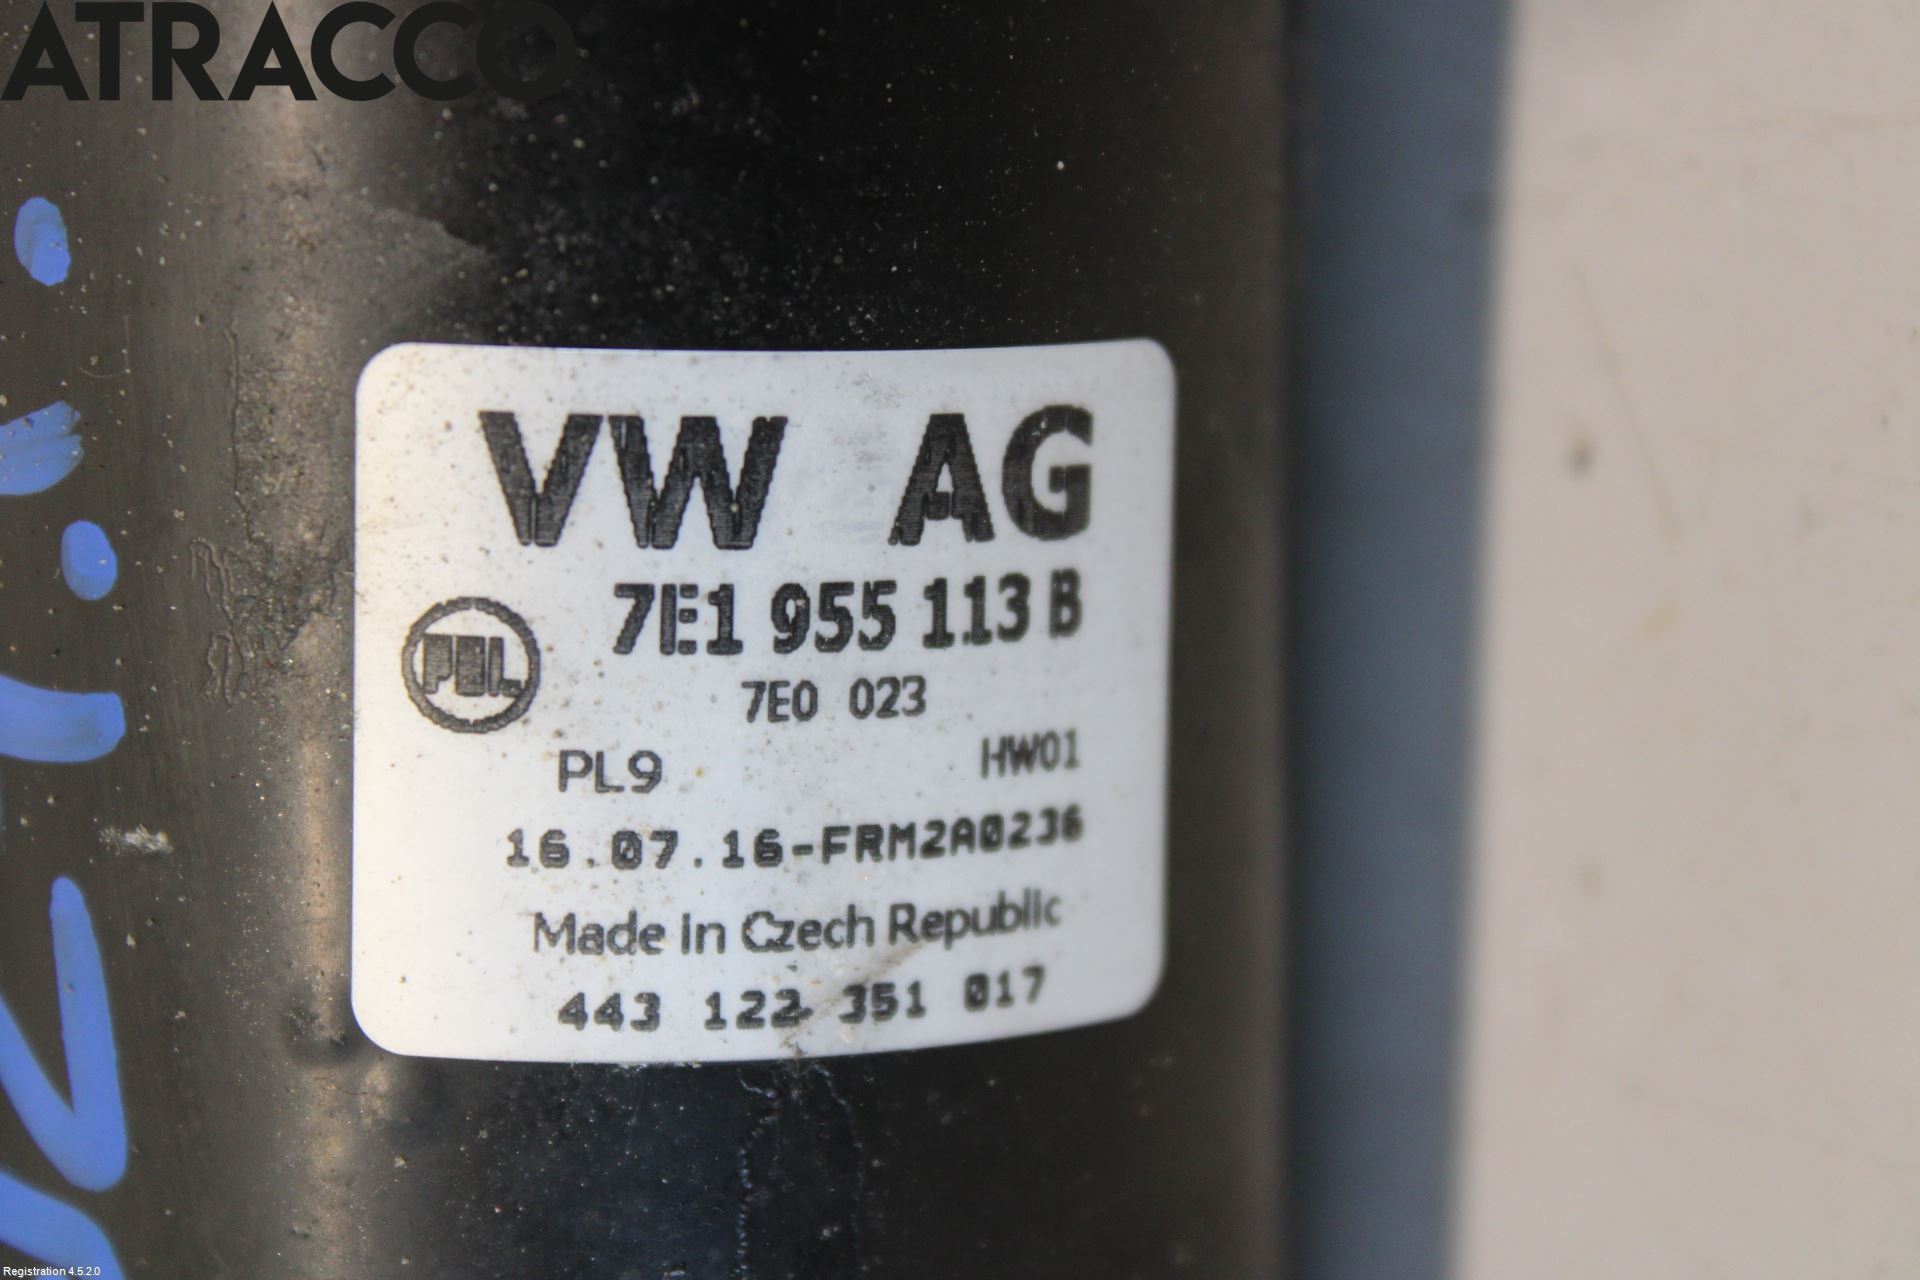 ATRACCO
VW AG
7E1 955 113 B
PAL
7E0 023
PL9 HW01
16.07.16-FRM2A0236
Made in Czech Republic
443 122 351 017
Registration 4.5.2.0